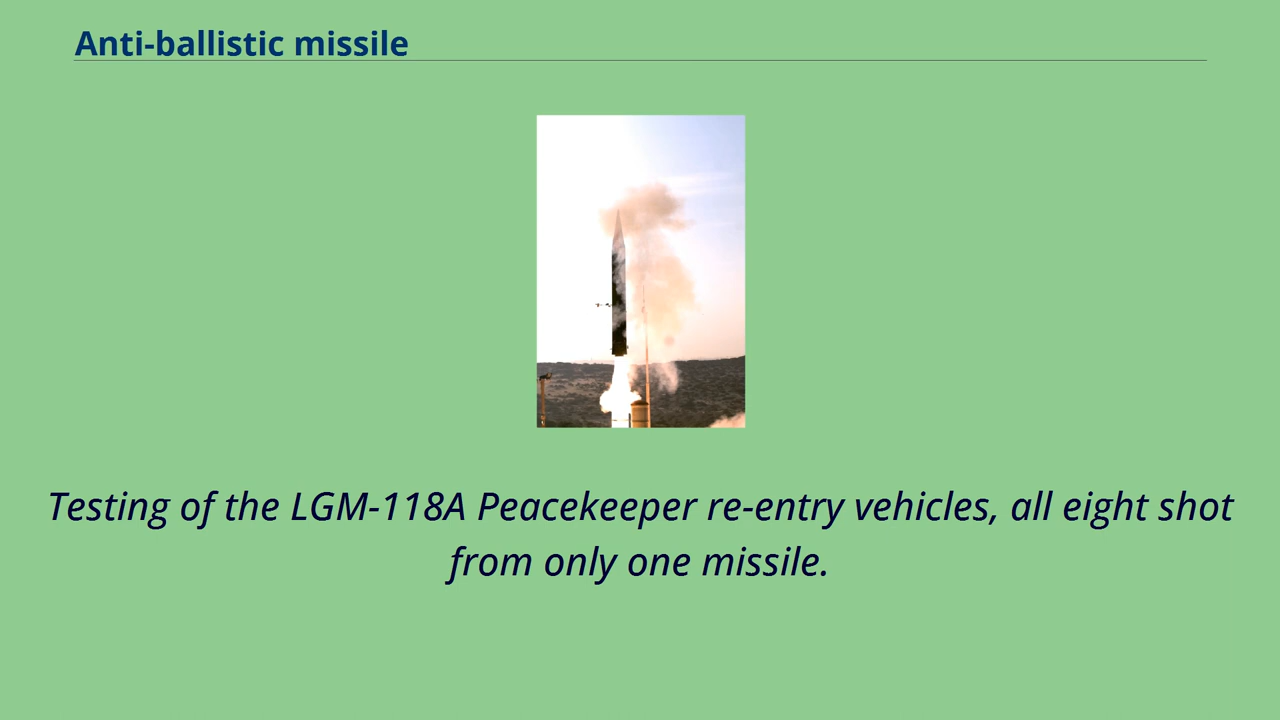 Anti-ballistic missile
Testing of the LGM-118A Peacekeeper re-entry vehicles, all eight shot
from only one missile.